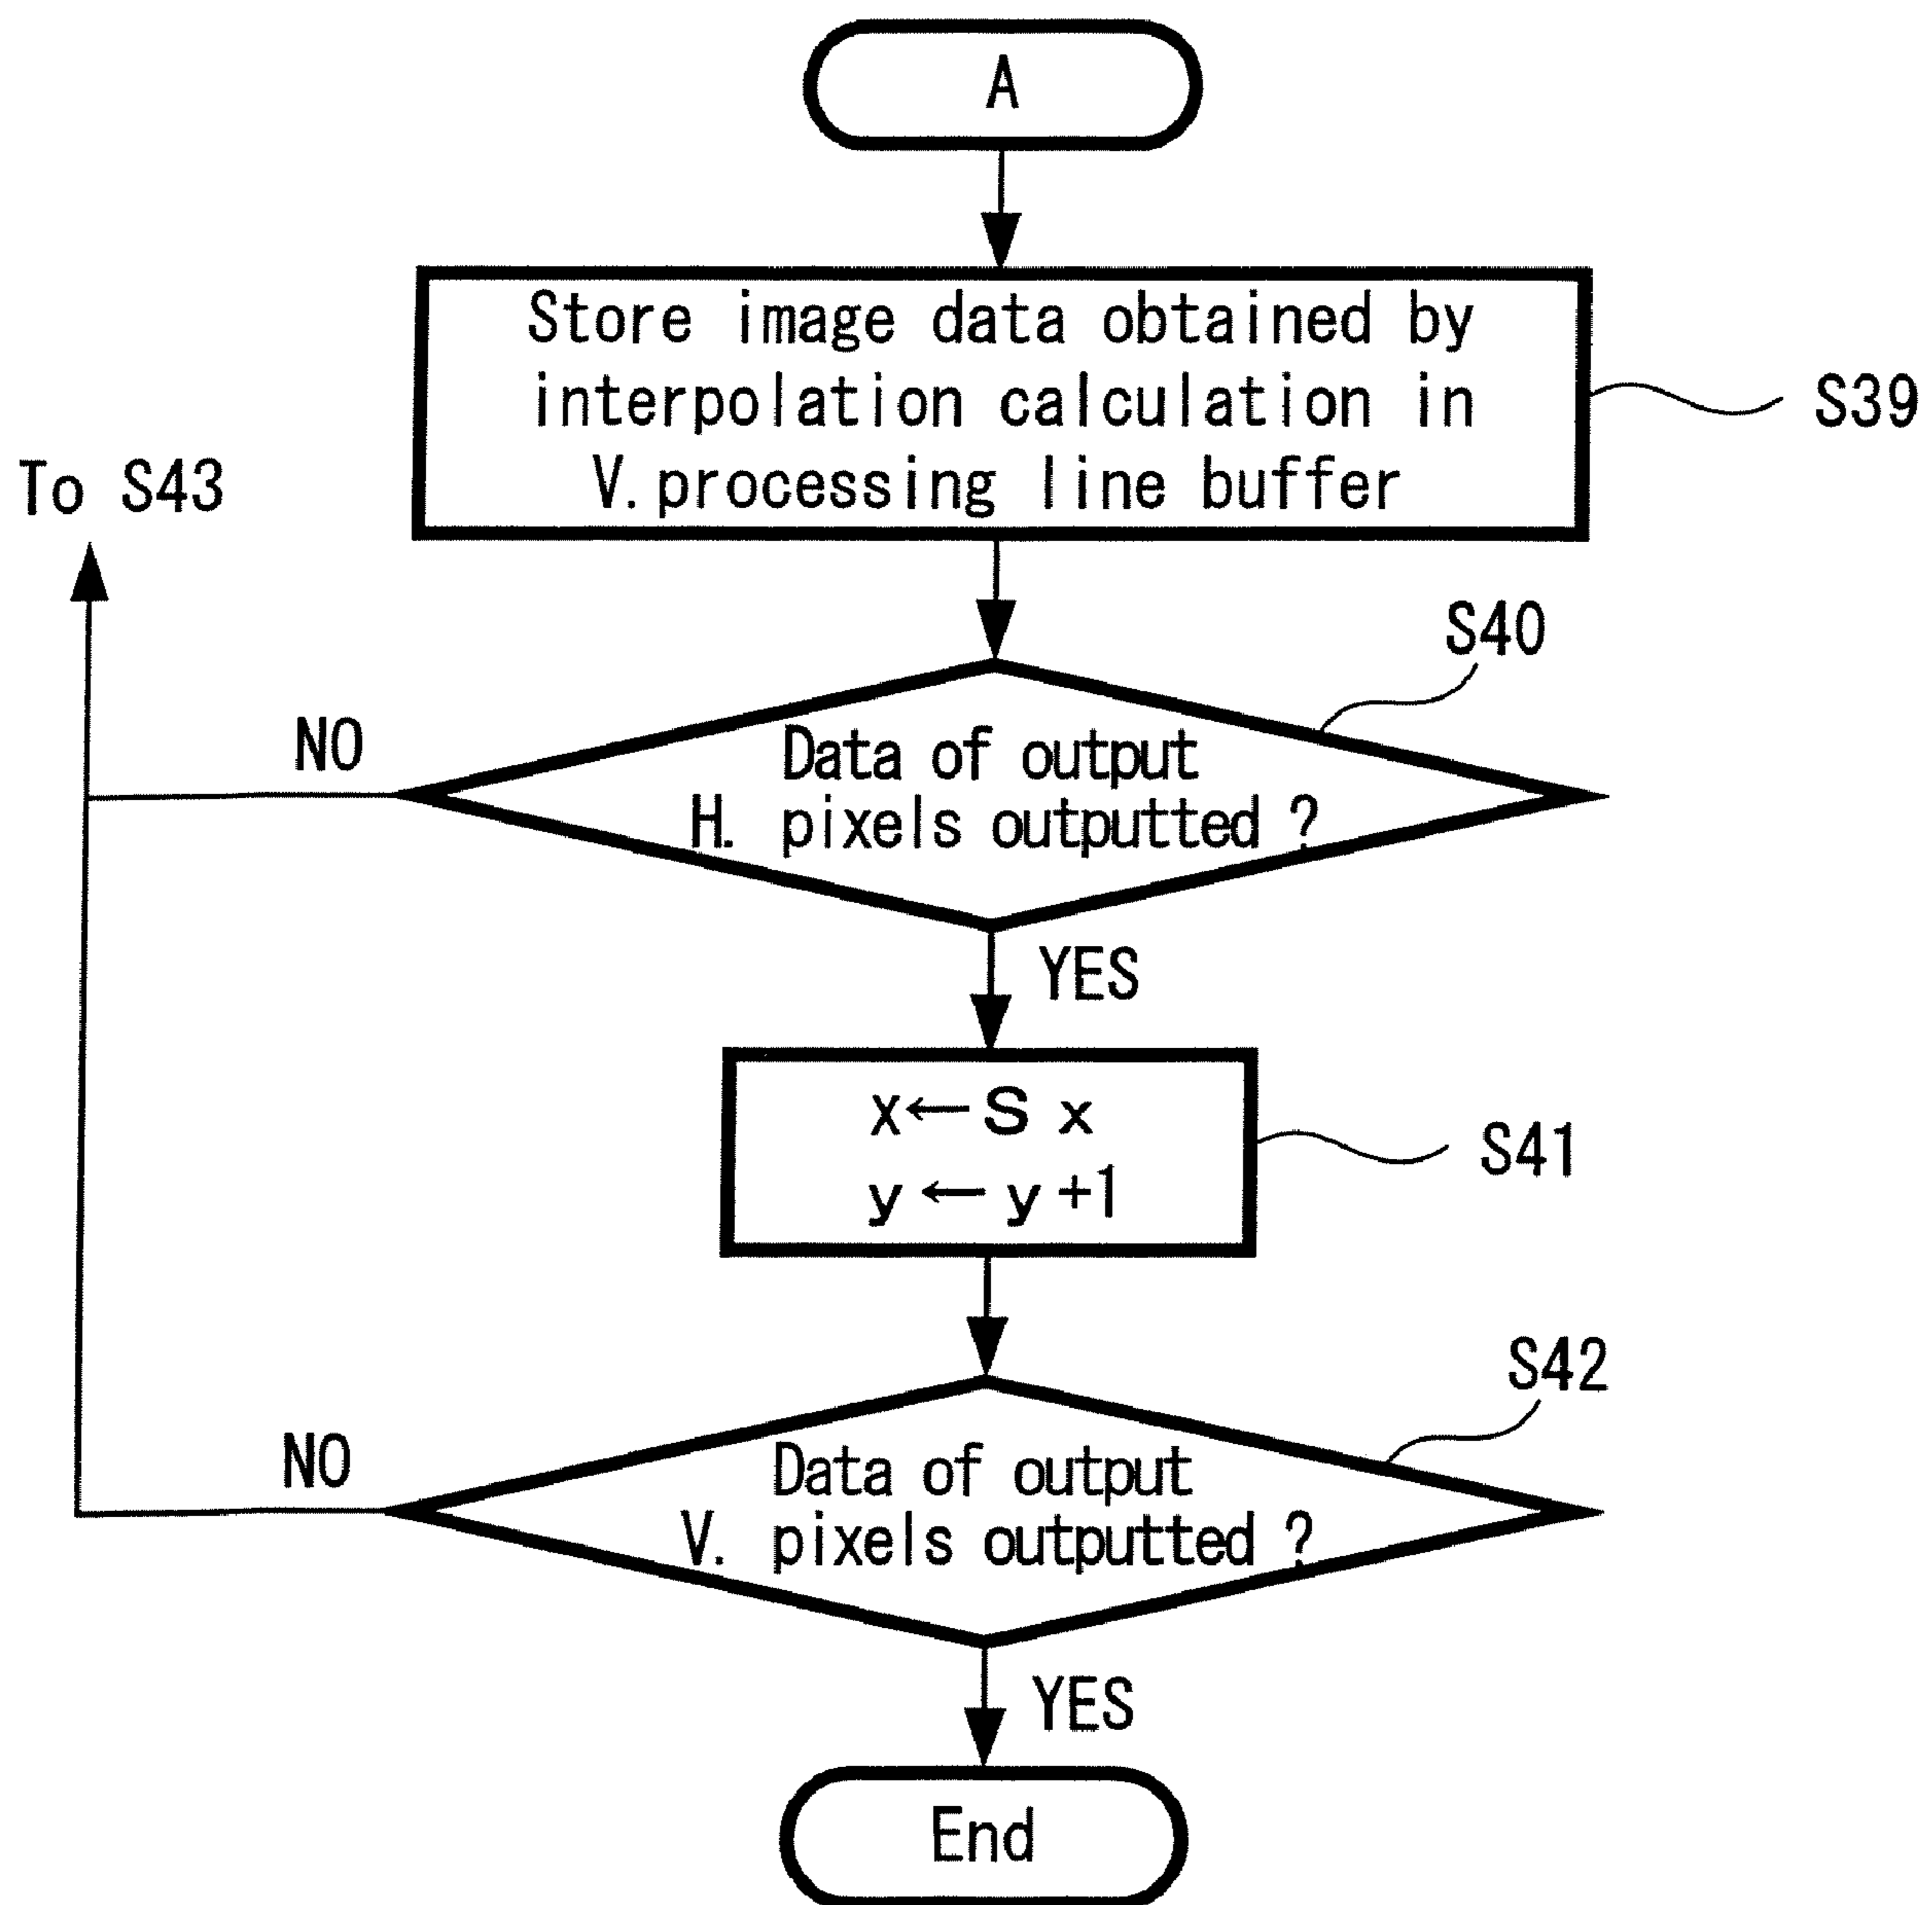 A
Store image data obtained by
interpolation calculation in
V. processing line buffer
S39
To S43
S40
NO
Data of output
H. pixels outputted ?
YES
x←S x
y←y+1
S41
S42
NO
Data of output
V. pixels outputted ?
YES
End